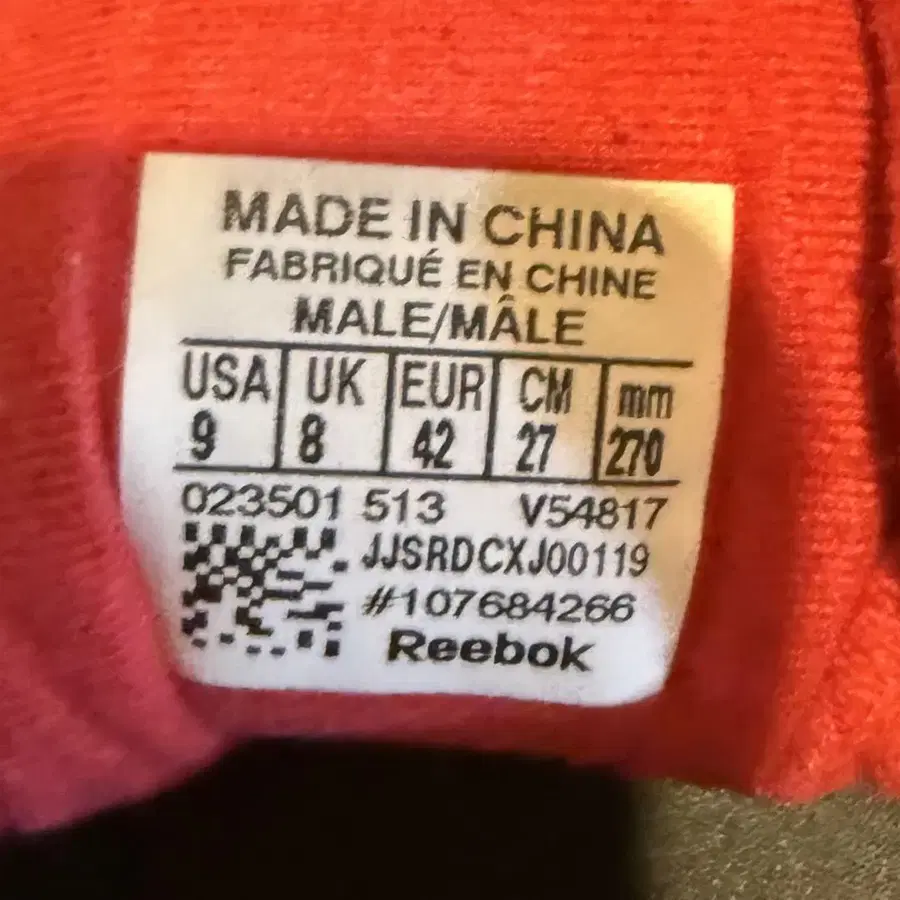 MADE IN CHINA
FABRIQUÉ EN CHINE
MALE/MÂLE
USA UK EUR CM mm
9 8 42 27 270
023501 513 V54817
JJSRDCXJ00119
#107684266
Reebok